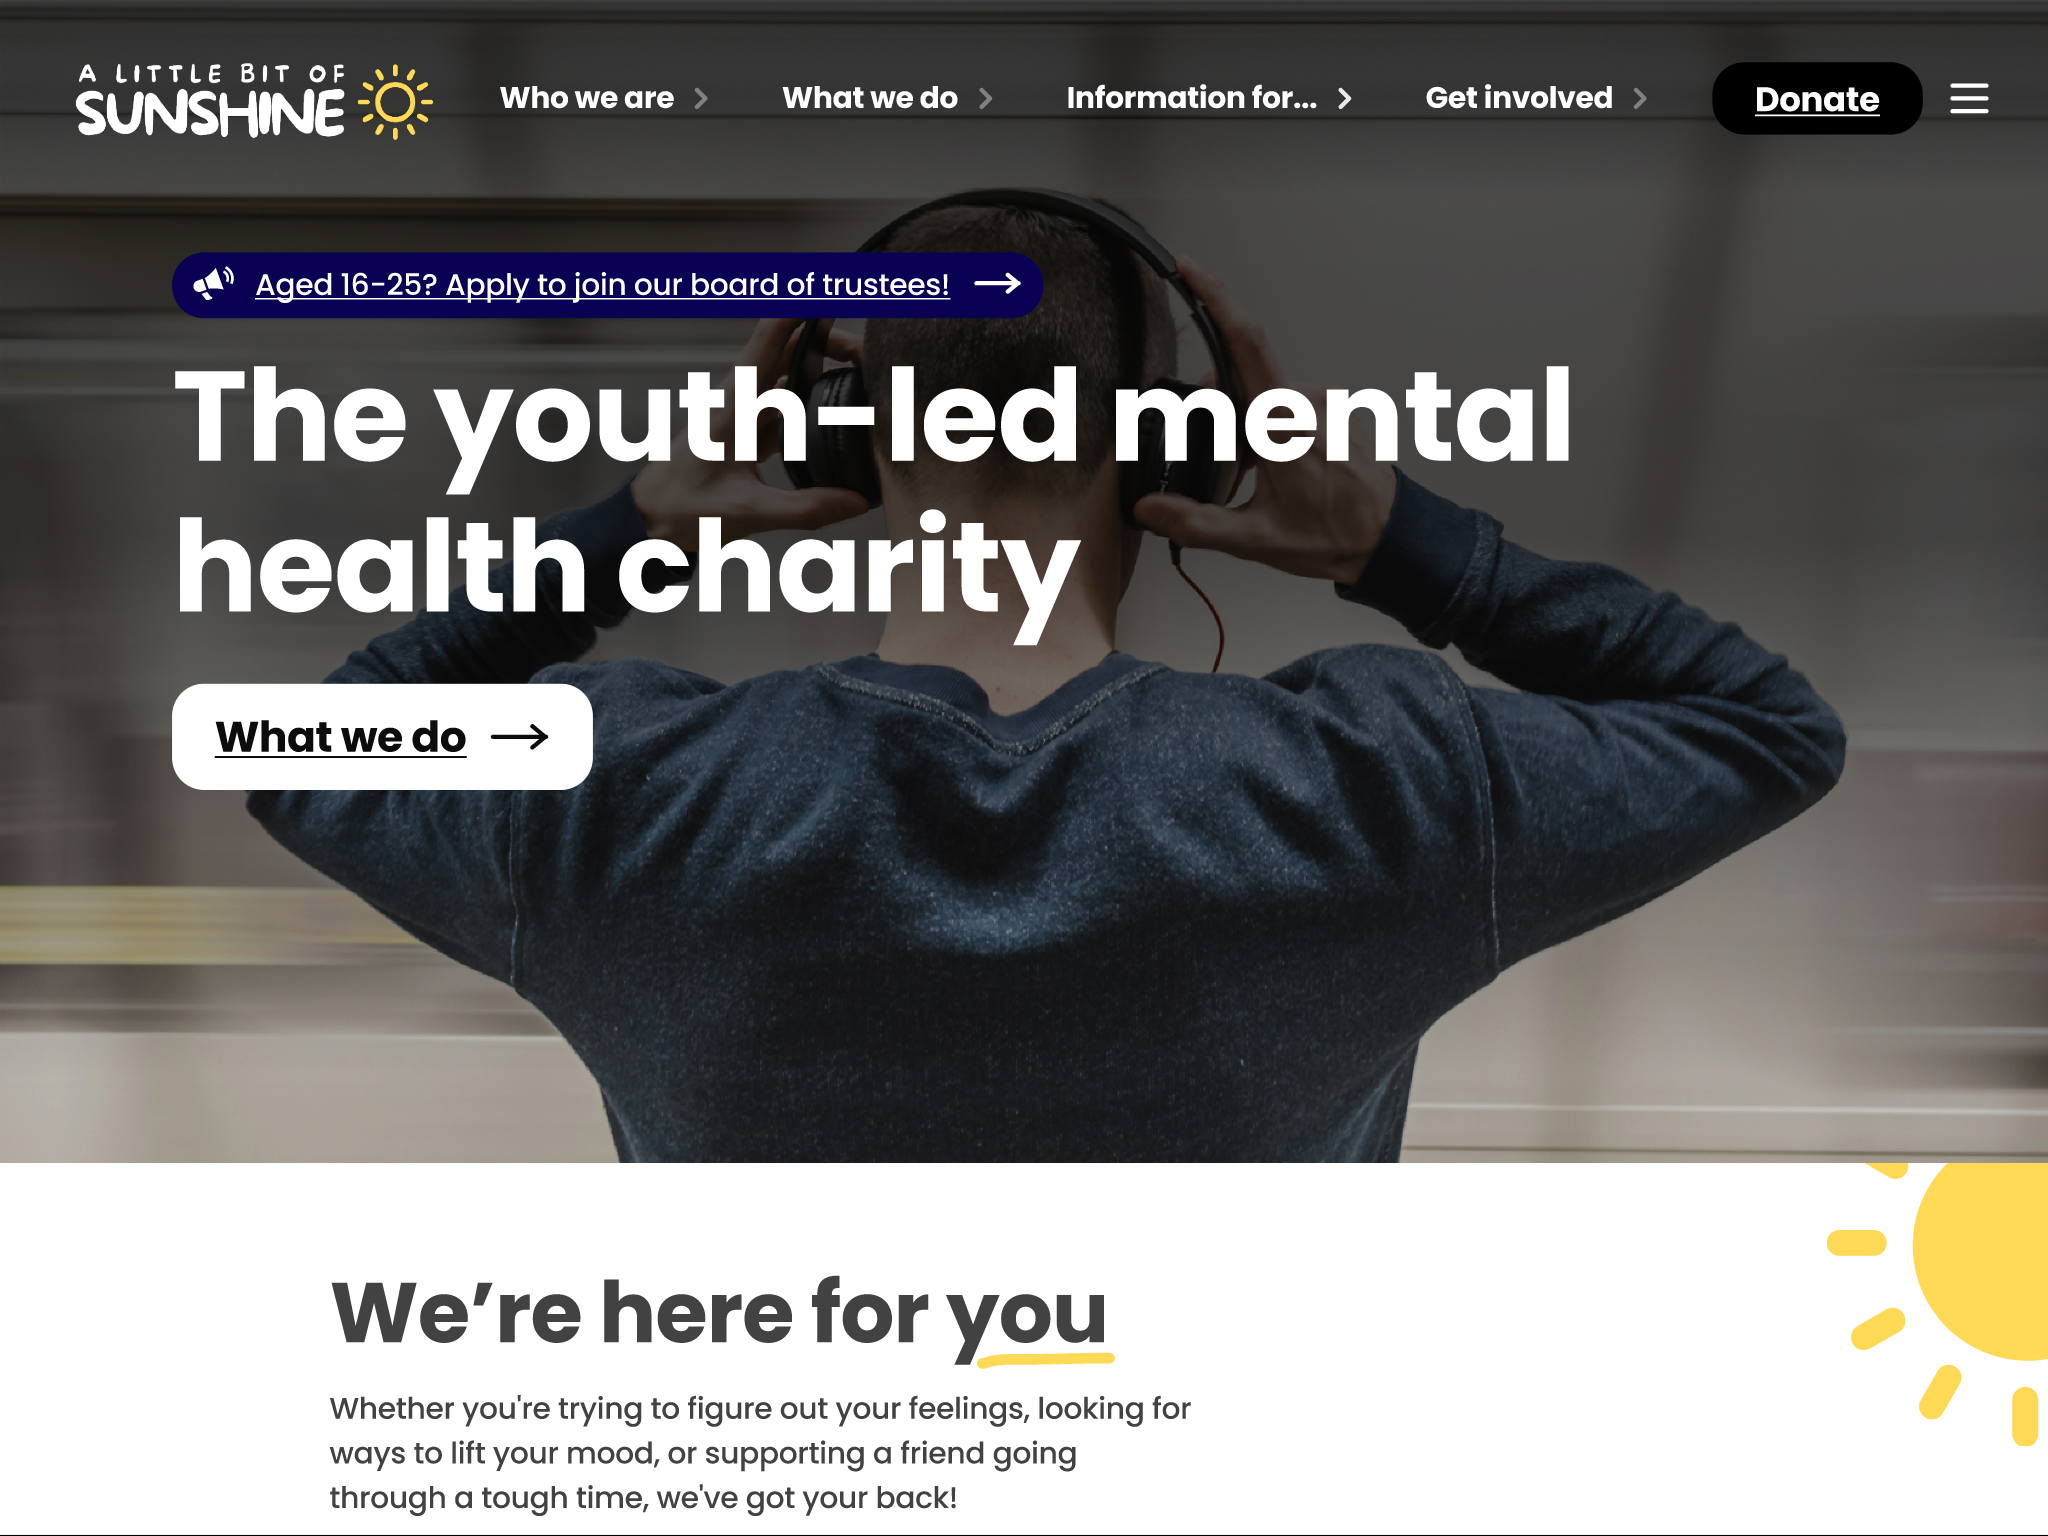 A LITTLE BIT OF
SUNSHINE
Who we are
What we do
Information for...
Get involved
Donate
Aged 16-25? Apply to join our board of trustees!
The youth-led mental
health charity
What we do
We’re here for you
Whether you're trying to figure out your feelings, looking for
ways to lift your mood, or supporting a friend going
through a tough time, we've got your back!